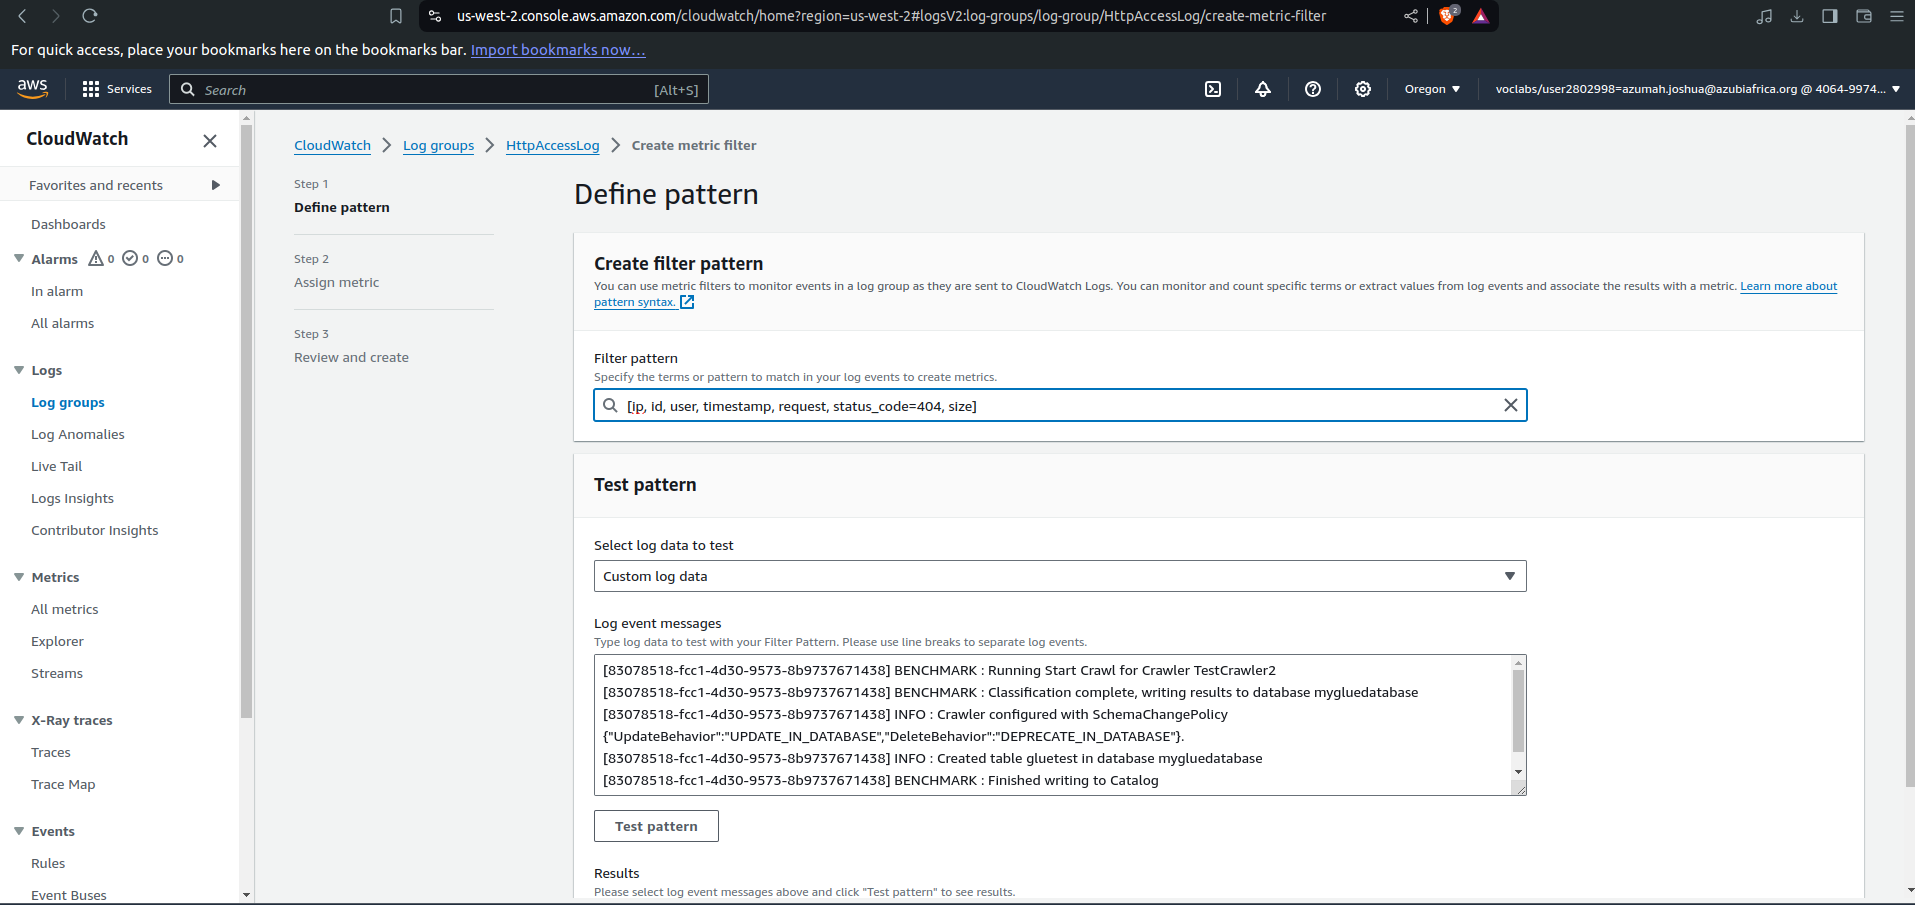 us-west-2.console.aws.amazon.com/cloudwatch/home?region=us-west-2#logsV2:log-groups/log-group/HttpAccessLog/create-metric-filter
2
For quick access, place your bookmarks here on the bookmarks bar. Import bookmarks now...
aws
Services
Search
[Alt+S]
Oregon
voclabs/user2802998=azumah.joshua@azubiafrica.org @ 4064-9974...
CloudWatch
Favorites and recents
Dashboards
Alarms 0 0 0
In alarm
All alarms
Logs
Log groups
Log Anomalies
Live Tail
Logs Insights
Contributor Insights
Metrics
All metrics
Explorer
Streams
X-Ray traces
Traces
Trace Map
Events
Rules
Event Buses
CloudWatch
Log groups
HttpAccessLog
Create metric filter
Step 1
Define pattern
Step 2
Assign metric
Step 3
Review and create
Define pattern
Create filter pattern
You can use metric filters to monitor events in a log group as they are sent to CloudWatch Logs. You can monitor and count specific terms or extract values from log events and associate the results with a metric. Learn more about
pattern syntax.
Filter pattern
Specify the terms or pattern to match in your log events to create metrics.
[ip, id, user, timestamp, request, status_code=404, size]
Test pattern
Select log data to test
Custom log data
Log event messages
Type log data to test with your Filter Pattern. Please use line breaks to separate log events.
[83078518-fcc1-4d30-9573-8b9737671438] BENCHMARK : Running Start Crawl for Crawler TestCrawler2
[83078518-fcc1-4d30-9573-8b9737671438] BENCHMARK : Classification complete, writing results to database mygluedatabase
[83078518-fcc1-4d30-9573-8b9737671438] INFO : Crawler configured with SchemaChangePolicy
{"UpdateBehavior":"UPDATE_IN_DATABASE","DeleteBehavior":"DEPRECATE_IN_DATABASE"}.
[83078518-fcc1-4d30-9573-8b9737671438] INFO : Created table gluetest in database mygluedatabase
[83078518-fcc1-4d30-9573-8b9737671438] BENCHMARK : Finished writing to Catalog
Test pattern
Results
Please select log event messages above and click "Test pattern" to see results.